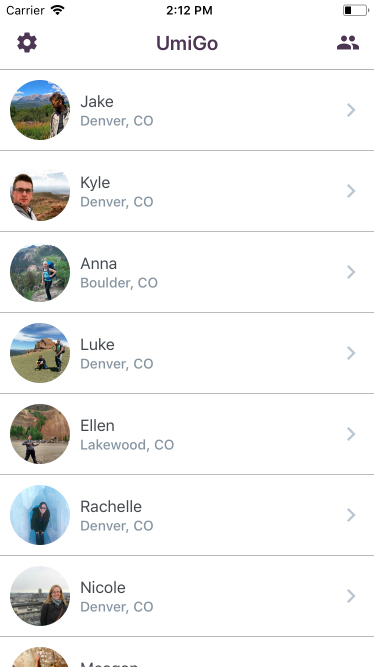 Carrier 2:12 PM
UmiGo
Jake
Denver, CO
Kyle
Denver, CO
Anna
Boulder, CO
Luke
Denver, CO
Ellen
Lakewood, CO
Rachelle
Denver, CO
Nicole
Denver, CO